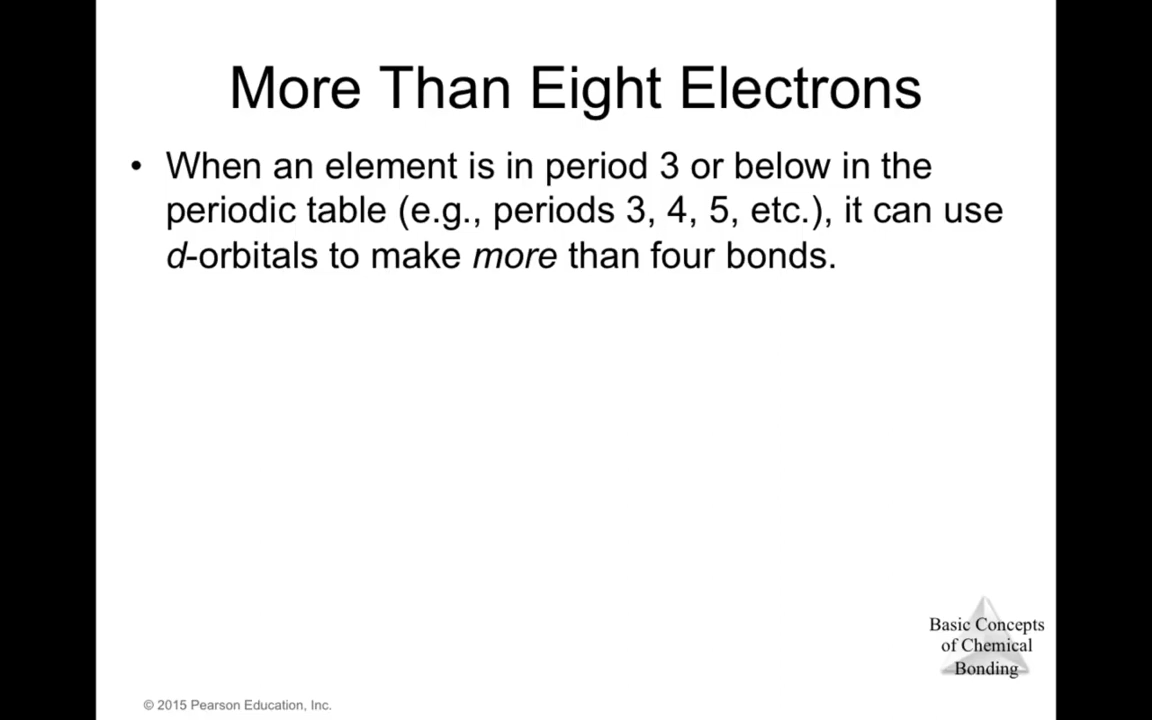 More Than Eight Electrons
• When an element is in period 3 or below in the
periodic table (e.g., periods 3, 4, 5, etc.), it can use
d-orbitals to make more than four bonds.
Basic Concepts
of Chemical
Bonding
© 2015 Pearson Education, Inc.